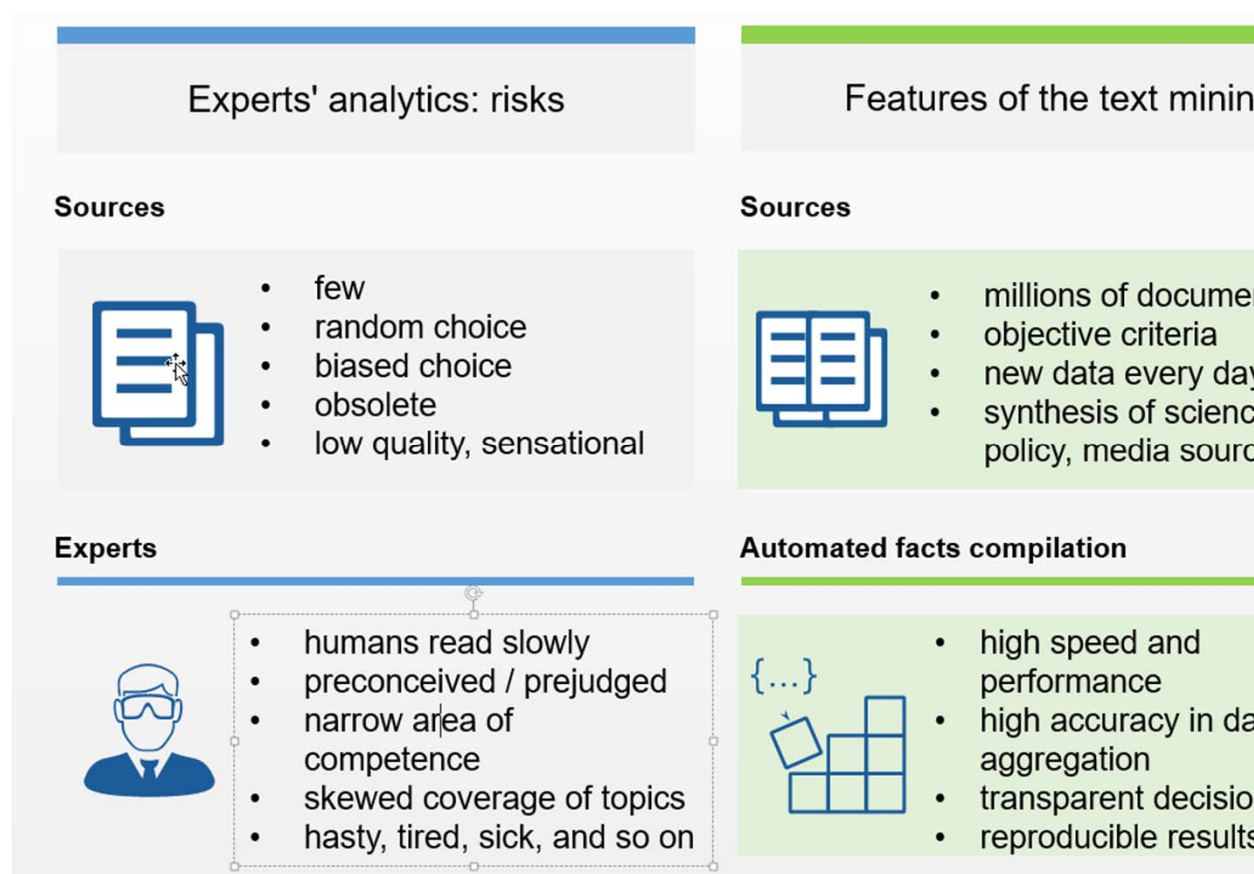 Experts' analytics: risks
Features of the text minin
Sources
• few
• random choice
• biased choice
• obsolete
• low quality, sensational
Sources
• millions of docume
• objective criteria
• new data every day
• synthesis of scienc
policy, media sourc
Experts
• humans read slowly
• preconceived / prejudged
• narrow area of
competence
• skewed coverage of topics
• hasty, tired, sick, and so on
Automated facts compilation
{...}
• high speed and
performance
• high accuracy in da
aggregation
• transparent decisio
• reproducible results